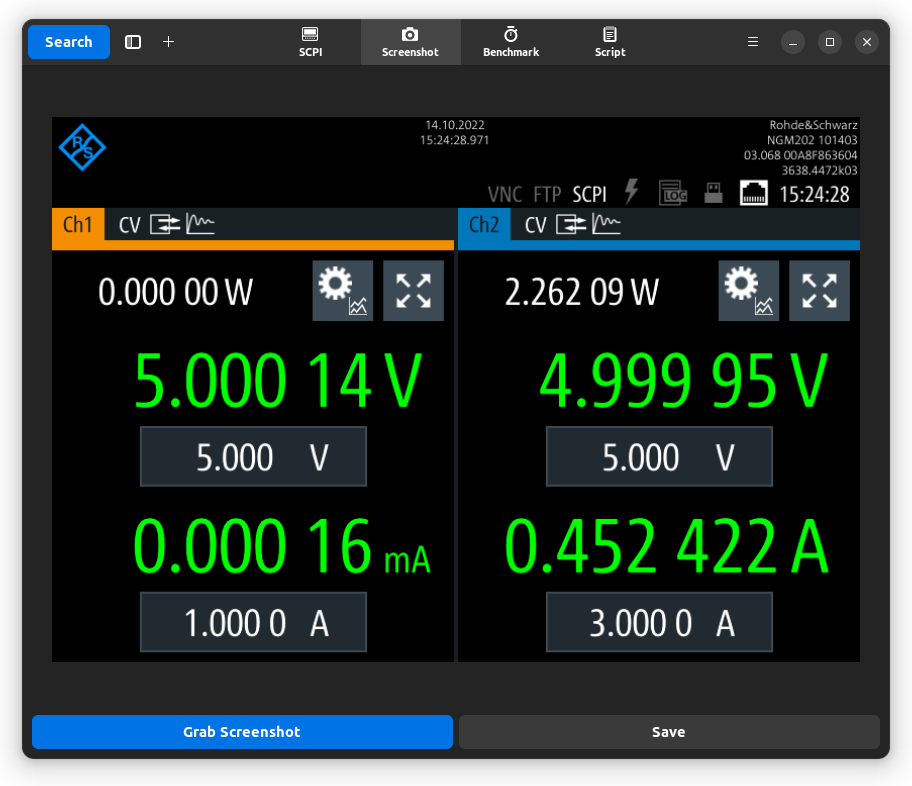 Search
SCPI
Screenshot
Benchmark
Script
R S
14.10.2022
15:24:28.971
Rohde&Schwarz
NGM202 101403
03.068 00A8F863604
3638.4472k03
VNC FTP SCPI LOG 15:24:28
Ch1 CV
0.000 00 W
5.000 14 V
5.000 V
0.000 16 mA
1.000 0 A
Ch2 CV
2.262 09 W
4.999 95 V
5.000 V
0.452 422 A
3.000 0 A
Grab Screenshot
Save